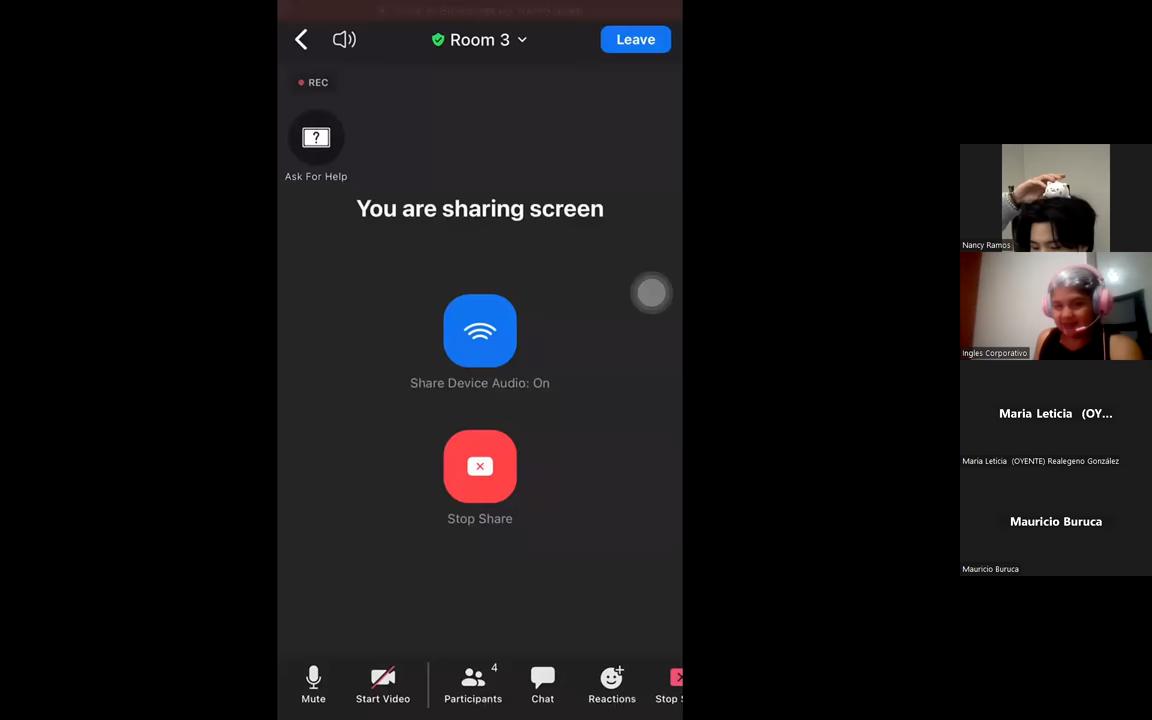 Room 3
Leave
REC
?
Ask For Help
You are sharing screen
Share Device Audio: On
Stop Share
4
Mute
Start Video
Participants
Chat
Reactions
Stop S
Nancy Ramos
Ingles Corporativo
Maria Leticia (OY...
Maria Leticia (OYENTE) Realegeno González
Mauricio Buruca
Mauricio Buruca